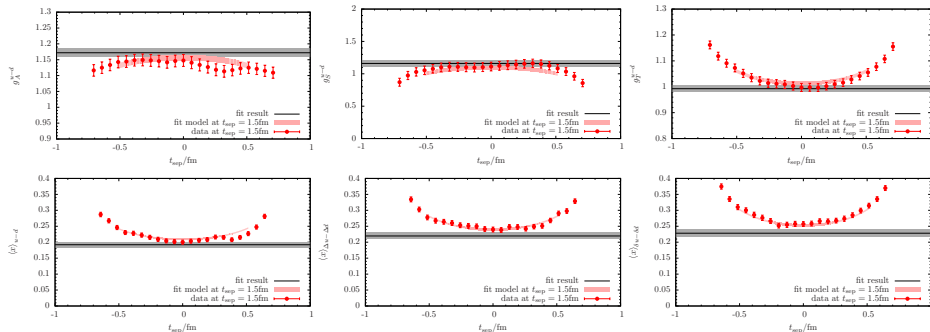 1.3
1.25
1.2
1.15
1.1
1.05
1
0.95
0.9
g_A^{u-d}
fit result
fit model at t_sep = 1.5fm
data at t_sep = 1.5fm
-1 -0.5 0 0.5 1
t_sep/fm
2
1.5
1
0.5
0
g_S^{u-d}
fit result
fit model at t_sep = 1.5fm
data at t_sep = 1.5fm
-1 -0.5 0 0.5 1
t_sep/fm
1.3
1.2
1.1
1
0.9
0.8
g_T^{u-d}
fit result
fit model at t_sep = 1.5fm
data at t_sep = 1.5fm
-1 -0.5 0 0.5 1
t_sep/fm
0.4
0.35
0.3
0.25
0.2
0.15
0.1
0.05
0
⟨x⟩_{u-d}
fit result
fit model at t_sep = 1.5fm
data at t_sep = 1.5fm
-1 -0.5 0 0.5 1
t_sep/fm
0.4
0.35
0.3
0.25
0.2
0.15
0.1
0.05
0
⟨x⟩_{Δu-Δd}
fit result
fit model at t_sep = 1.5fm
data at t_sep = 1.5fm
-1 -0.5 0 0.5 1
t_sep/fm
0.4
0.35
0.3
0.25
0.2
0.15
0.1
0.05
0
⟨x⟩_{δu-δd}
fit result
fit model at t_sep = 1.5fm
data at t_sep = 1.5fm
-1 -0.5 0 0.5 1
t_sep/fm